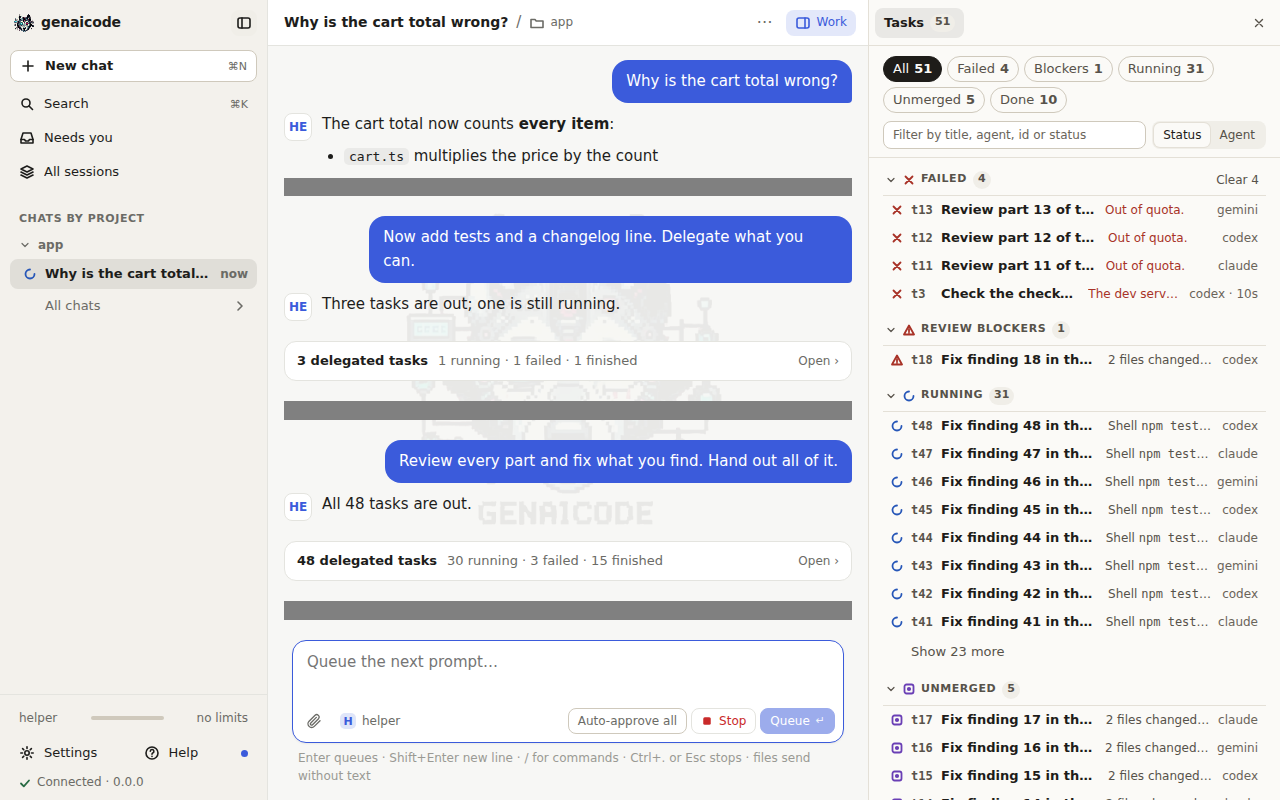 genaicode
New chat ⌘N
Search ⌘K
Needs you
All sessions
CHATS BY PROJECT
app
Why is the cart total... now
All chats
helper no limits
Settings Help
Connected · 0.0.0
Why is the cart total wrong? / app ··· Work
Why is the cart total wrong?
HE The cart total now counts every item:
• cart.ts multiplies the price by the count
Now add tests and a changelog line. Delegate what you
can.
HE Three tasks are out; one is still running.
3 delegated tasks 1 running · 1 failed · 1 finished Open ›
Review every part and fix what you find. Hand out all of it.
HE All 48 tasks are out.
GENAICODE
48 delegated tasks 30 running · 3 failed · 15 finished Open ›
Queue the next prompt...
H helper Auto-approve all Stop Queue ↵
Enter queues · Shift+Enter new line · / for commands · Ctrl+. or Esc stops · files send
without text
Tasks 51
All 51 Failed 4 Blockers 1 Running 31
Unmerged 5 Done 10
Filter by title, agent, id or status Status Agent
FAILED 4 Clear 4
t13 Review part 13 of t... Out of quota. gemini
t12 Review part 12 of t... Out of quota. codex
t11 Review part 11 of t... Out of quota. claude
t3 Check the check... The dev serv... codex · 10s
REVIEW BLOCKERS 1
t18 Fix finding 18 in th... 2 files changed... codex
RUNNING 31
t48 Fix finding 48 in th... Shell npm test... codex
t47 Fix finding 47 in th... Shell npm test... claude
t46 Fix finding 46 in th... Shell npm test... gemini
t45 Fix finding 45 in th... Shell npm test... codex
t44 Fix finding 44 in th... Shell npm test... claude
t43 Fix finding 43 in th... Shell npm test... gemini
t42 Fix finding 42 in th... Shell npm test... codex
t41 Fix finding 41 in th... Shell npm test... claude
Show 23 more
UNMERGED 5
t17 Fix finding 17 in th... 2 files changed... claude
t16 Fix finding 16 in th... 2 files changed... gemini
t15 Fix finding 15 in th... 2 files changed... codex